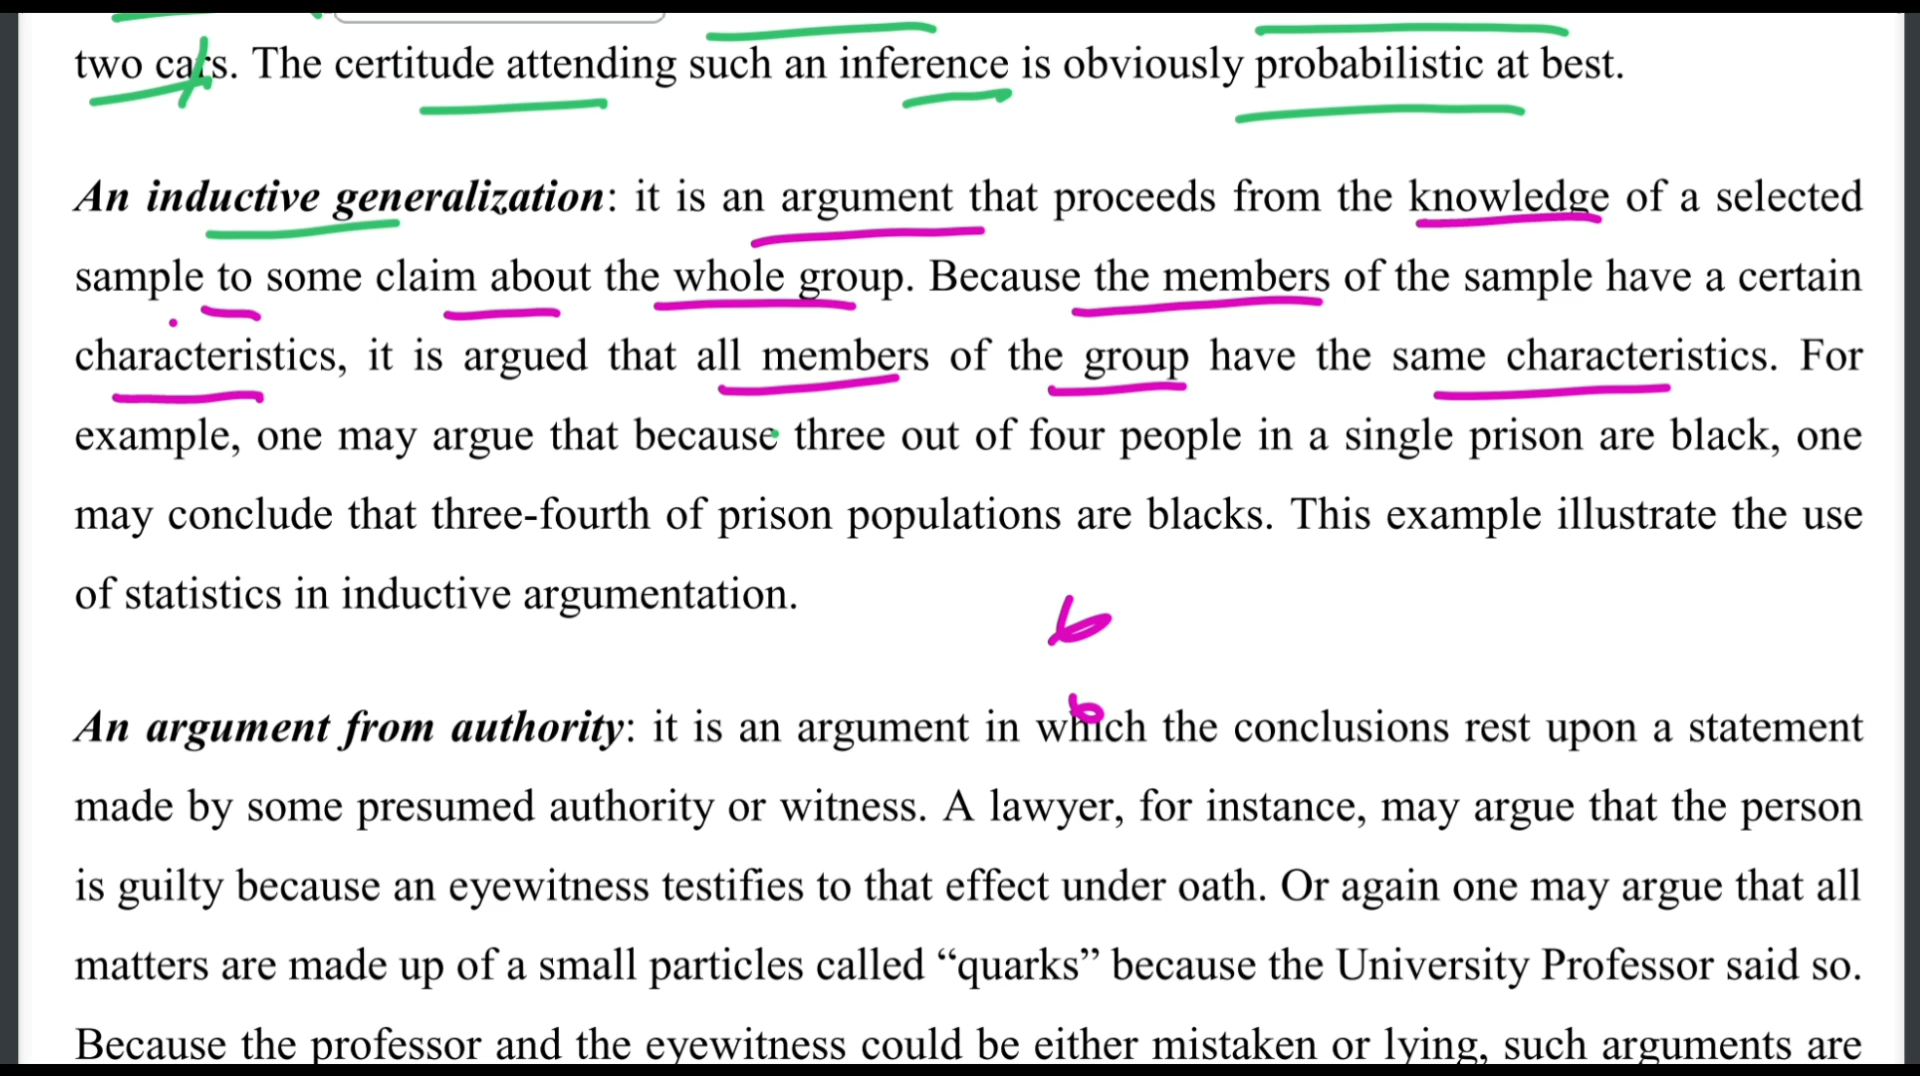 two cars. The certitude attending such an inference is obviously probabilistic at best.
An inductive generalization: it is an argument that proceeds from the knowledge of a selected
sample to some claim about the whole group. Because the members of the sample have a certain
characteristics, it is argued that all members of the group have the same characteristics. For
example, one may argue that because three out of four people in a single prison are black, one
may conclude that three-fourth of prison populations are blacks. This example illustrate the use
of statistics in inductive argumentation.
An argument from authority: it is an argument in which the conclusions rest upon a statement
made by some presumed authority or witness. A lawyer, for instance, may argue that the person
is guilty because an eyewitness testifies to that effect under oath. Or again one may argue that all
matters are made up of a small particles called “quarks” because the University Professor said so.
Because the professor and the eyewitness could be either mistaken or lying, such arguments are